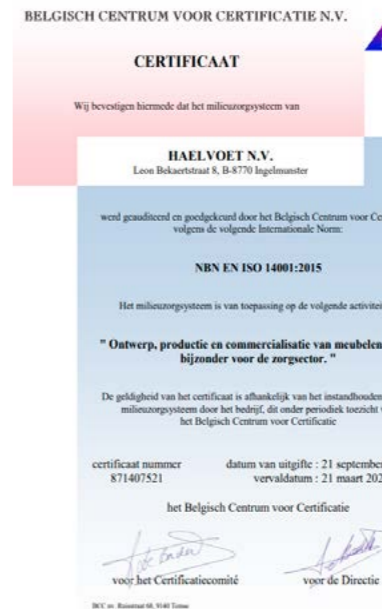 BELGISCH CENTRUM VOOR CERTIFICATIE N.V.
CERTIFICAAT
Wij bevestigen hiermede dat het milieuzorgsysteem van
HAELVOET N.V.
Leon Bekaertstraat 8, B-8770 Ingelmunster
werd geauditeerd en goedgekeurd door het Belgisch Centrum voor Ce
volgens de volgende Internationale Norm:
NBN EN ISO 14001:2015
Het milieuzorgsysteem is van toepassing op de volgende activitei
" Ontwerp, productie en commercialisatie van meubelen
bijzonder voor de zorgsector. "
De geldigheid van het certificaat is afhankelijk van het instandhouden
milieuzorgsysteem door het bedrijf, dit onder periodiek toezicht
het Belgisch Centrum voor Certificatie
certificaat nummer datum van uitgifte : 21 september
871407521 vervaldatum : 21 maart 202
het Belgisch Centrum voor Certificatie
voor het Certificatiecomité voor de Directie